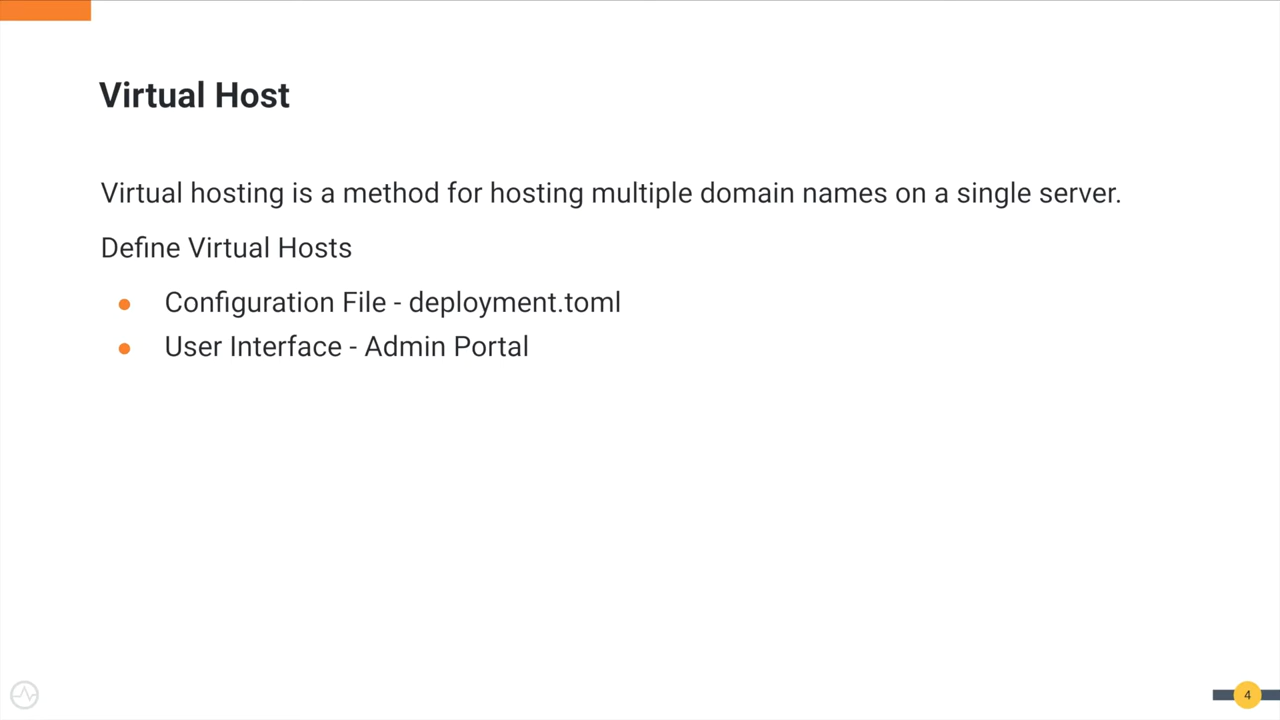 Virtual Host
Virtual hosting is a method for hosting multiple domain names on a single server.
Define Virtual Hosts
● Configuration File - deployment.toml
● User Interface - Admin Portal
4